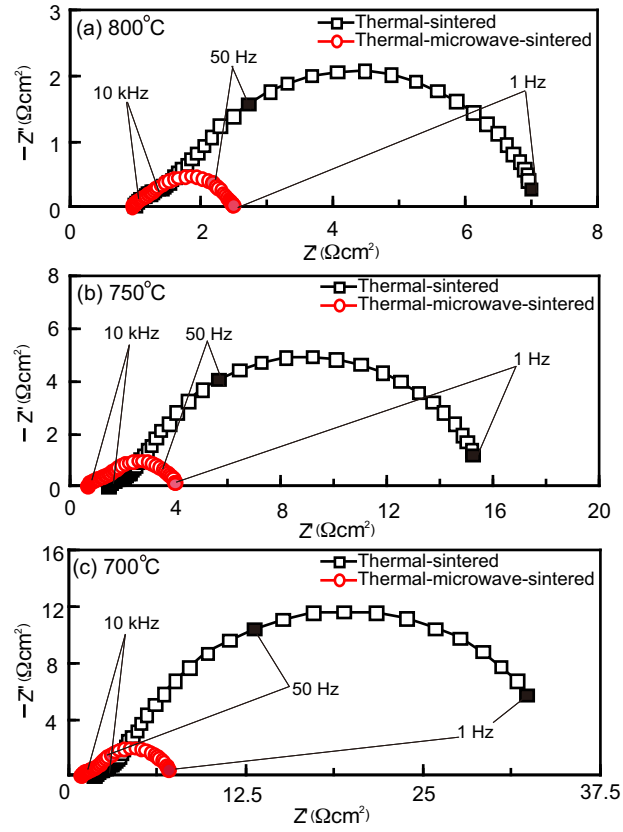 (a) 800°C
Thermal-sintered
Thermal-microwave-sintered
10 kHz
50 Hz
1 Hz
3
2
1
0
−Z″(Ωcm²)
0 2 4 6 8
Z′(Ωcm²)
(b) 750°C
Thermal-sintered
Thermal-microwave-sintered
10 kHz
50 Hz
1 Hz
8
6
4
2
0
−Z″(Ωcm²)
0 4 8 12 16 20
Z′(Ωcm²)
(c) 700°C
Thermal-sintered
Thermal-microwave-sintered
10 kHz
50 Hz
1 Hz
16
12
8
4
0
−Z″(Ωcm²)
0 12.5 25 37.5
Z′(Ωcm²)